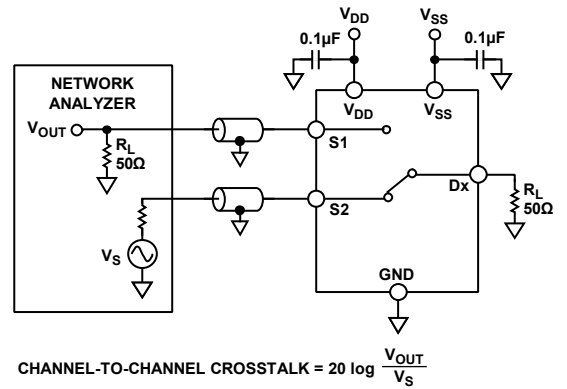 V_DD V_SS
0.1µF 0.1µF
NETWORK
ANALYZER
V_DD V_SS
V_OUT
S1
R_L
50Ω
Dx
R_L
50Ω
S2
V_S
GND
CHANNEL-TO-CHANNEL CROSSTALK = 20 log V_OUT / V_S